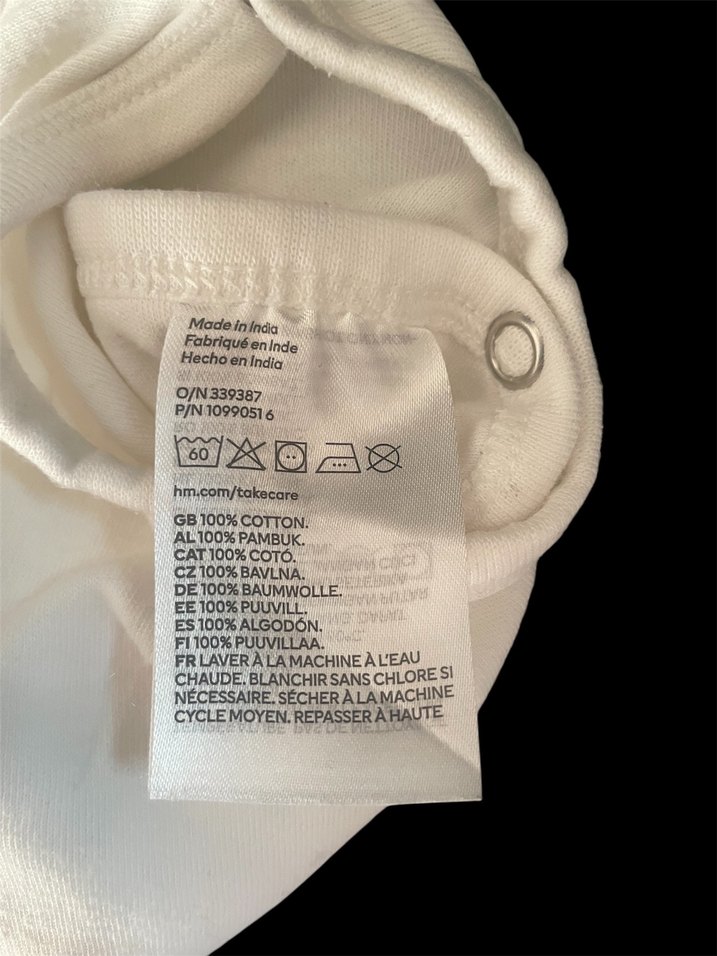 Made in India
Fabriqué en Inde
Hecho en India
O/N 339387
P/N 1099051 6
60
hm.com/takecare
GB 100% COTTON.
AL 100% PAMBUK.
CAT 100% COTÓ.
CZ 100% BAVLNA.
DE 100% BAUMWOLLE.
EE 100% PUUVILL.
ES 100% ALGODÓN.
FI 100% PUUVILLAA.
FR LAVER À LA MACHINE À L'EAU
CHAUDE. BLANCHIR SANS CHLORE SI
NÉCESSAIRE. SÉCHER À LA MACHINE
CYCLE MOYEN. REPASSER À HAUTE